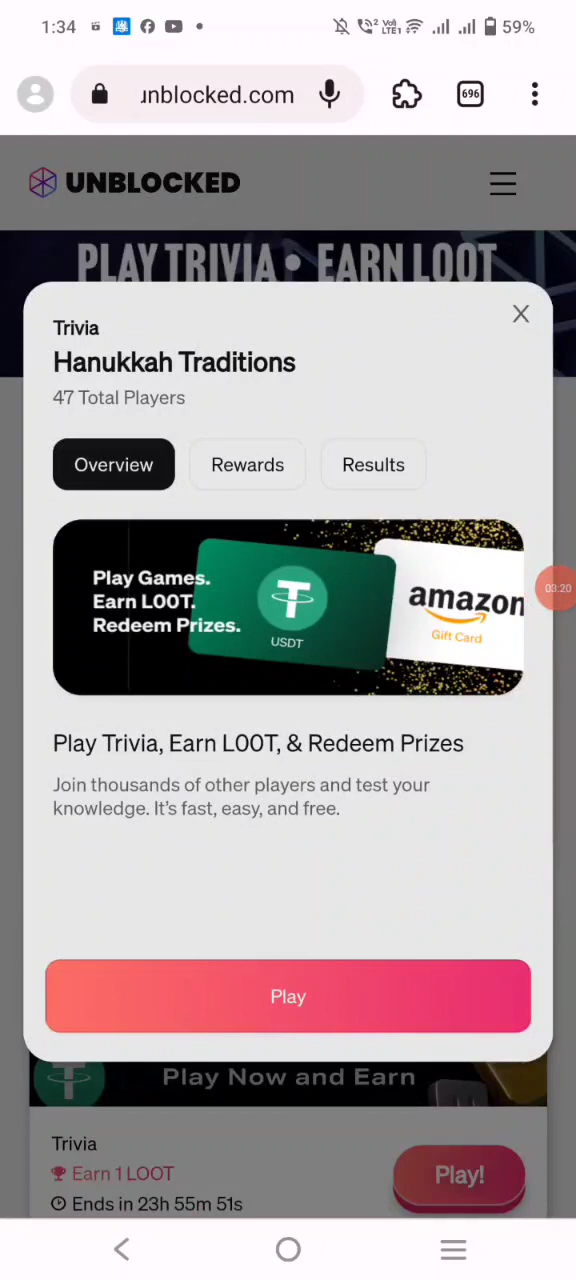 1:34
59%
unblocked.com
696
UNBLOCKED
PLAY TRIVIA • EARN LOOT
Trivia
Hanukkah Traditions
47 Total Players
Overview
Rewards
Results
Play Games.
Earn L00T.
Redeem Prizes.
USDT
amazon
Gift Card
03:20
Play Trivia, Earn L00T, & Redeem Prizes
Join thousands of other players and test your
knowledge. It's fast, easy, and free.
Play
Play Now and Earn
Trivia
Earn 1 LOOT
Play!
Ends in 23h 55m 51s